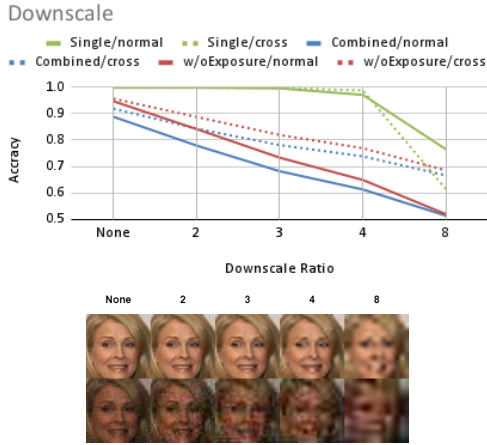 Downscale
Single/normal Single/cross Combined/normal
Combined/cross w/oExposure/normal w/oExposure/cross
1.0
0.9
0.8
0.7
0.6
0.5
Accracy
None 2 3 4 8
Downscale Ratio
None 2 3 4 8